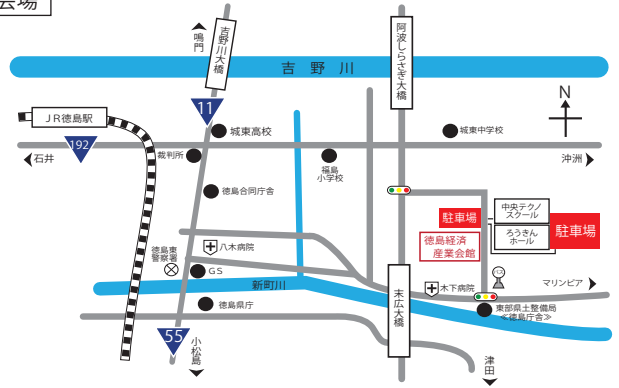 会場
鳴門
吉野川大橋
阿波しらさぎ大橋
吉野川
N
JR徳島駅
11
城東高校
城東中学校
192
石井
裁判所
福島
小学校
沖洲
徳島合同庁舎
中央テクノ
スクール
駐車場
ろうきん
ホール
駐車場
徳島経済
産業会館
徳島東
警察署
八木病院
GS
バス
新町川
木下病院
マリンピア
末広大橋
徳島県庁
東部県土整備局
≪徳島庁舎≫
55
小松島
津田